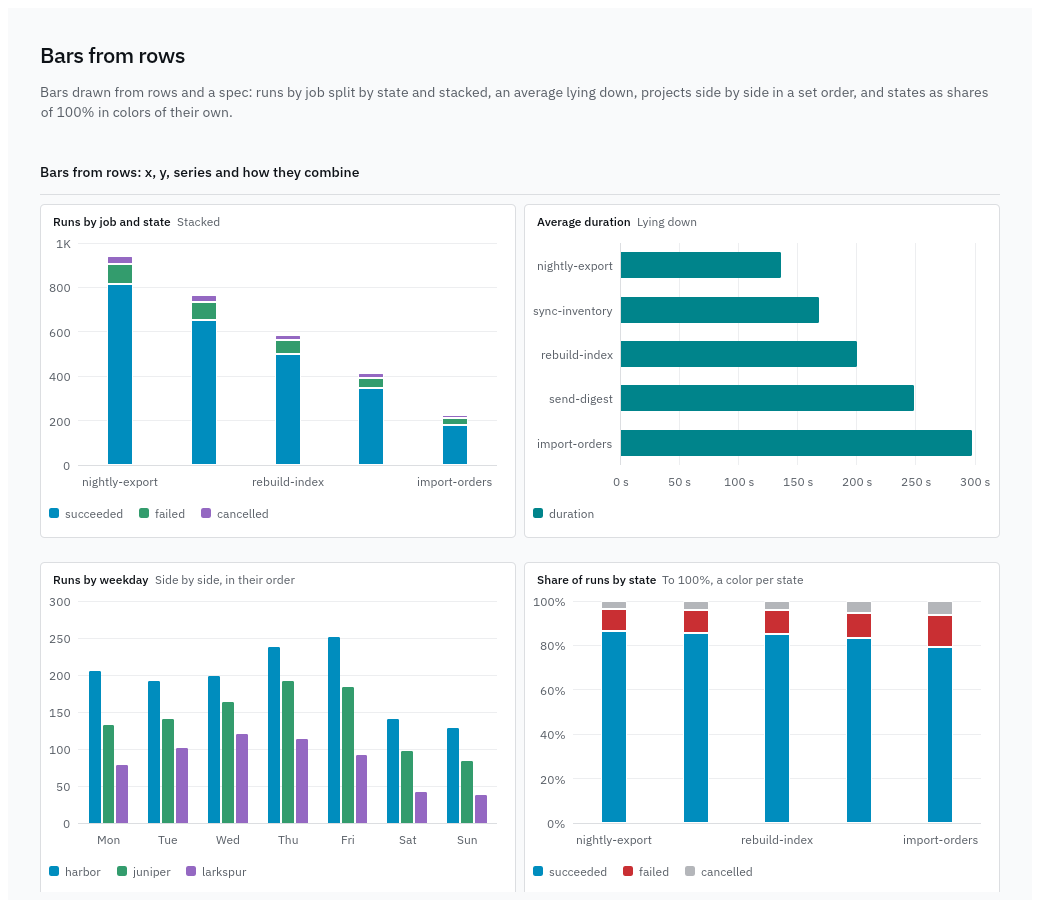 Bars from rows
Bars drawn from rows and a spec: runs by job split by state and stacked, an average lying down, projects side by side in a set order, and states as shares
of 100% in colors of their own.
Bars from rows: x, y, series and how they combine
Runs by job and state Stacked
1K
800
600
400
200
0
nightly-export rebuild-index import-orders
succeeded failed cancelled
Average duration Lying down
nightly-export
sync-inventory
rebuild-index
send-digest
import-orders
0 s 50 s 100 s 150 s 200 s 250 s 300 s
duration
Runs by weekday Side by side, in their order
300
250
200
150
100
50
0
Mon Tue Wed Thu Fri Sat Sun
harbor juniper larkspur
Share of runs by state To 100%, a color per state
100%
80%
60%
40%
20%
0%
nightly-export rebuild-index import-orders
succeeded failed cancelled